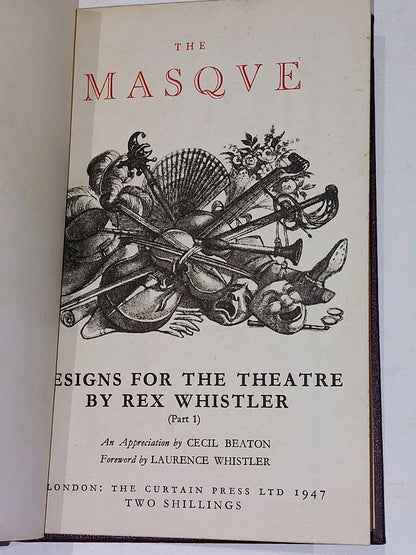 THE
MASQVE
ESIGNS FOR THE THEATRE
BY REX WHISTLER
(Part 1)
An Appreciation by CECIL BEATON
Foreword by LAURENCE WHISTLER
LONDON: THE CURTAIN PRESS LTD 1947
TWO SHILLINGS